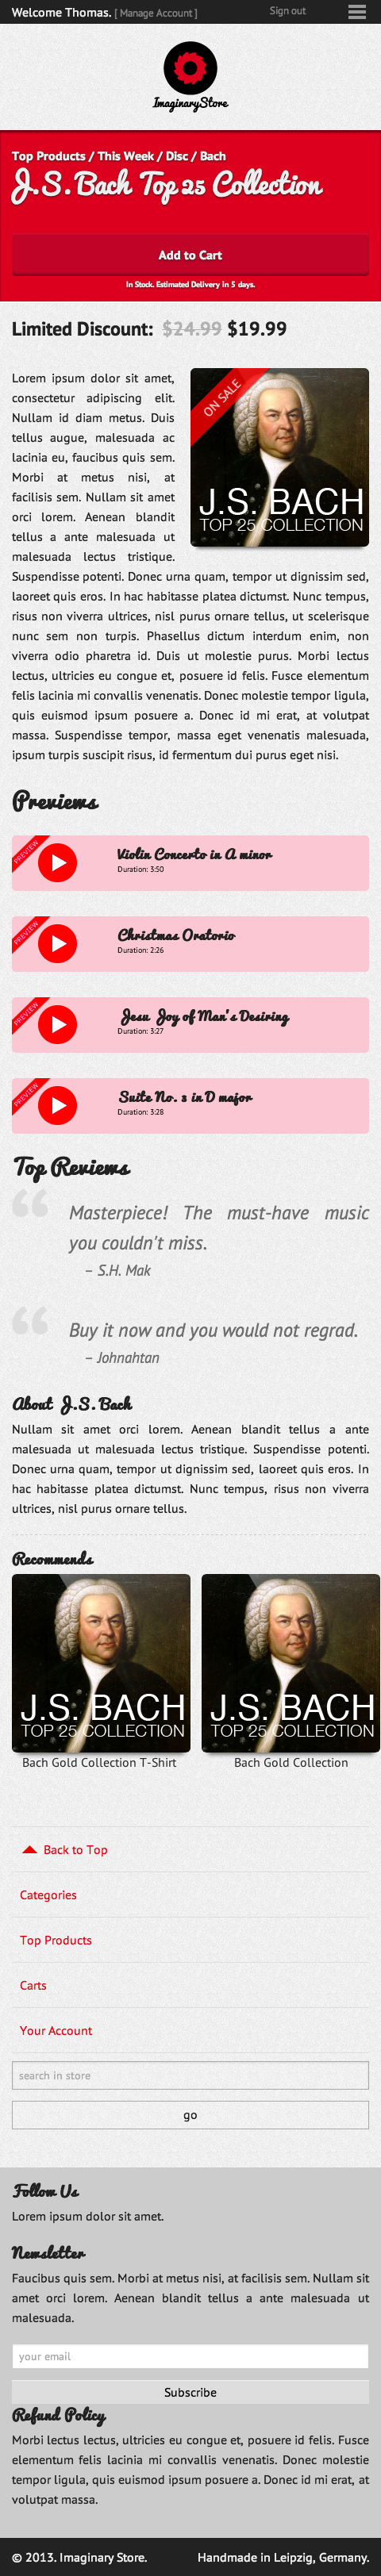 Welcome Thomas. [ Manage Account ] Sign out
ImaginaryStore
Top Products / This Week / Disc / Bach
J.S. Bach Top 25 Collection
Add to Cart
In Stock. Estimated Delivery in 5 days.
Limited Discount: $24.99 $19.99
Lorem ipsum dolor sit amet,
consectetur adipiscing elit.
Nullam id diam metus. Duis
tellus augue, malesuada ac
lacinia eu, faucibus quis sem.
Morbi at metus nisi, at
facilisis sem. Nullam sit amet
orci lorem. Aenean blandit
tellus a ante malesuada ut
malesuada lectus tristique.
ON SALE
J.S. BACH
TOP 25 COLLECTION
Suspendisse potenti. Donec urna quam, tempor ut dignissim sed,
laoreet quis eros. In hac habitasse platea dictumst. Nunc tempus,
risus non viverra ultrices, nisl purus ornare tellus, ut scelerisque
nunc sem non turpis. Phasellus dictum interdum enim, non
viverra odio pharetra id. Duis ut molestie purus. Morbi lectus
lectus, ultricies eu congue et, posuere id felis. Fusce elementum
felis lacinia mi convallis venenatis. Donec molestie tempor ligula,
quis euismod ipsum posuere a. Donec id mi erat, at volutpat
massa. Suspendisse tempor, massa eget venenatis malesuada,
ipsum turpis suscipit risus, id fermentum dui purus eget nisi.
Previews
PREVIEW
Violin Concerto in A minor
Duration: 3:50
PREVIEW
Christmas Oratorio
Duration: 2:26
PREVIEW
Jesu Joy of Man's Desiring
Duration: 3:27
PREVIEW
Suite No. 3 in D major
Duration: 3:28
Top Reviews
“ Masterpiece! The must-have music
you couldn't miss.
– S.H. Mak
“ Buy it now and you would not regrad.
– Johnahtan
About J.S. Bach
Nullam sit amet orci lorem. Aenean blandit tellus a ante
malesuada ut malesuada lectus tristique. Suspendisse potenti.
Donec urna quam, tempor ut dignissim sed, laoreet quis eros. In
hac habitasse platea dictumst. Nunc tempus, risus non viverra
ultrices, nisl purus ornare tellus.
Recommends
J.S. BACH
TOP 25 COLLECTION
Bach Gold Collection T-Shirt
J.S. BACH
TOP 25 COLLECTION
Bach Gold Collection
Back to Top
Categories
Top Products
Carts
Your Account
search in store
go
Follow Us
Lorem ipsum dolor sit amet.
Newsletter
Faucibus quis sem. Morbi at metus nisi, at facilisis sem. Nullam sit
amet orci lorem. Aenean blandit tellus a ante malesuada ut
malesuada.
your email
Subscribe
Refund Policy
Morbi lectus lectus, ultricies eu congue et, posuere id felis. Fusce
elementum felis lacinia mi convallis venenatis. Donec molestie
tempor ligula, quis euismod ipsum posuere a. Donec id mi erat, at
volutpat massa.
© 2013. Imaginary Store. Handmade in Leipzig, Germany.